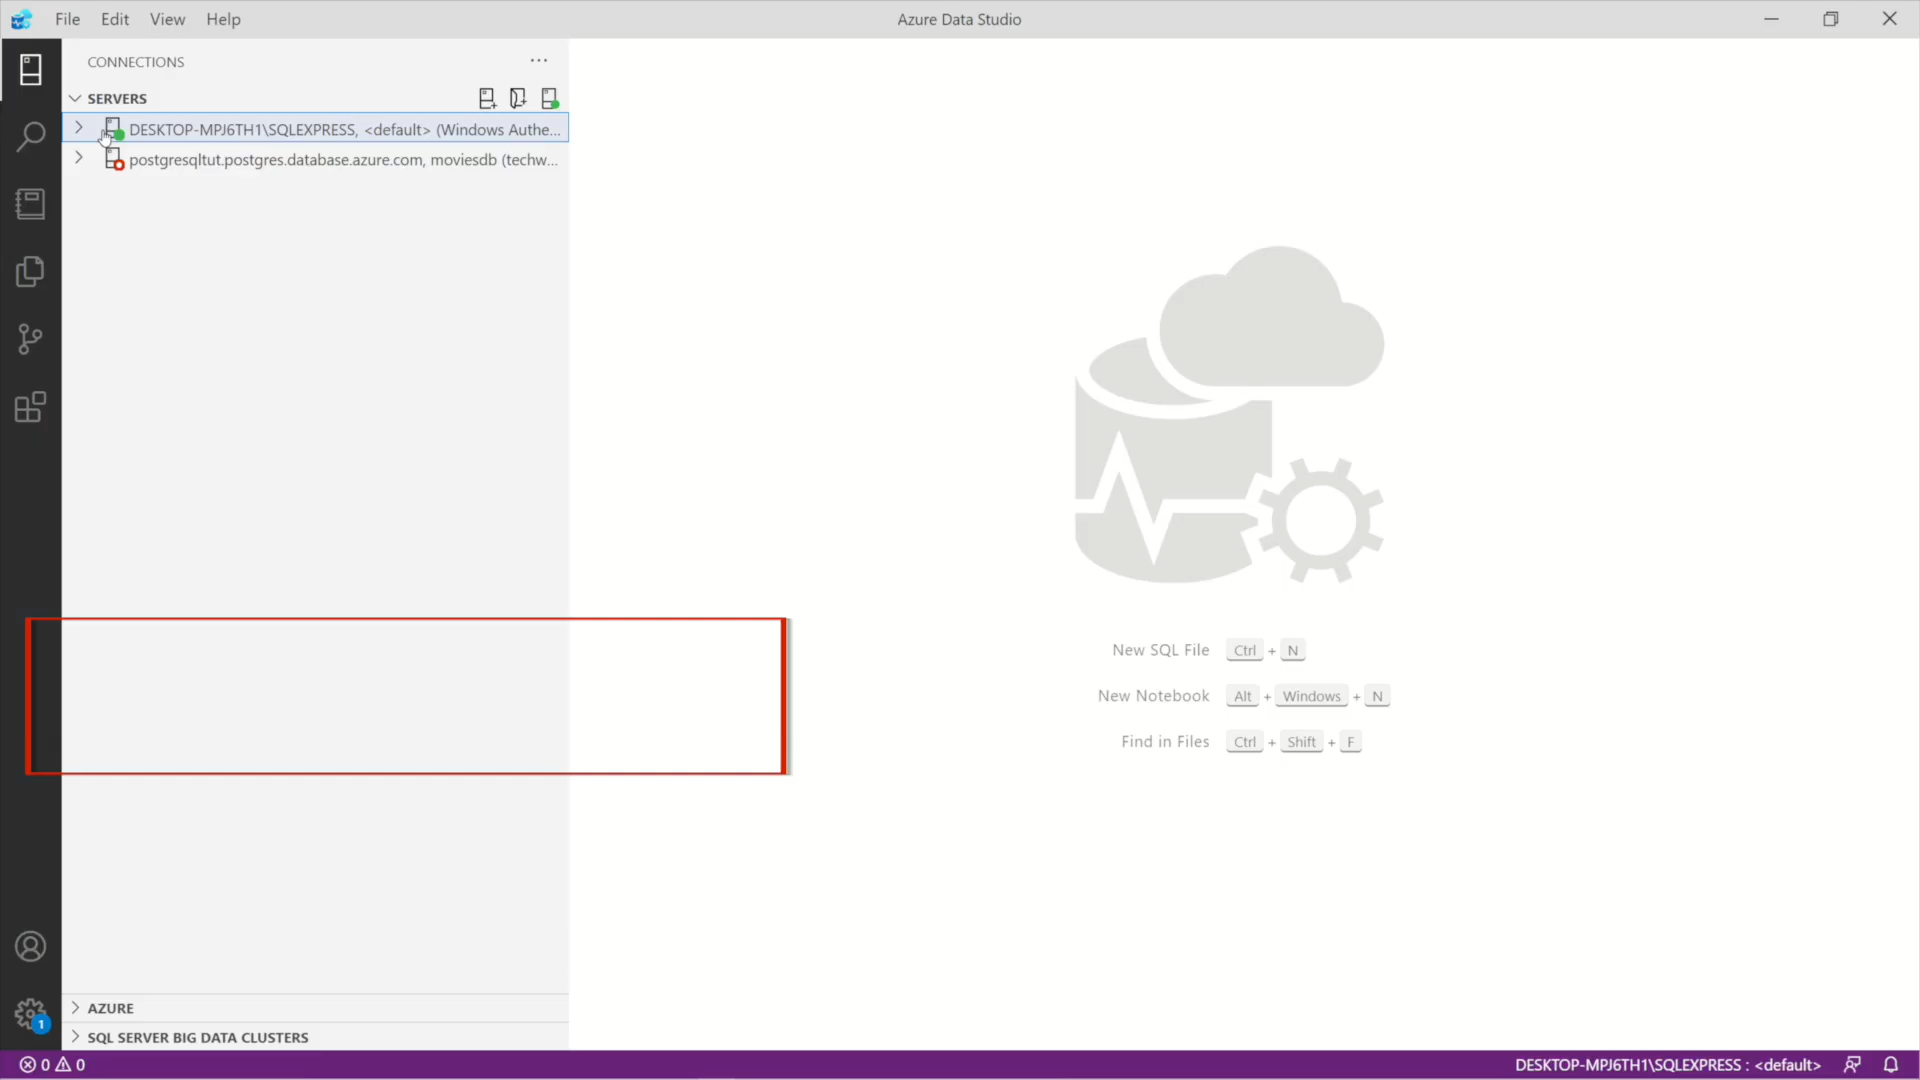 File Edit View Help
Azure Data Studio
CONNECTIONS
SERVERS
DESKTOP-MPJ6TH1\SQLEXPRESS, <default> (Windows Authe...
postgresqltut.postgres.database.azure.com, moviesdb (techw...
New SQL File Ctrl + N
New Notebook Alt + Windows + N
Find in Files Ctrl + Shift + F
AZURE
1
SQL SERVER BIG DATA CLUSTERS
0 0
DESKTOP-MPJ6TH1\SQLEXPRESS : <default>